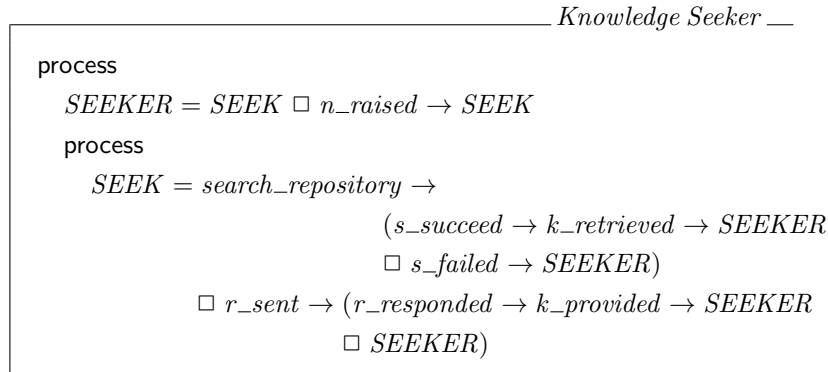 Knowledge Seeker
process
SEEKER = SEEK □ n_raised → SEEK
process
SEEK = search_repository →
(s_succeed → k_retrieved → SEEKER
□ s_failed → SEEKER)
□ r_sent → (r_responded → k_provided → SEEKER
□ SEEKER)